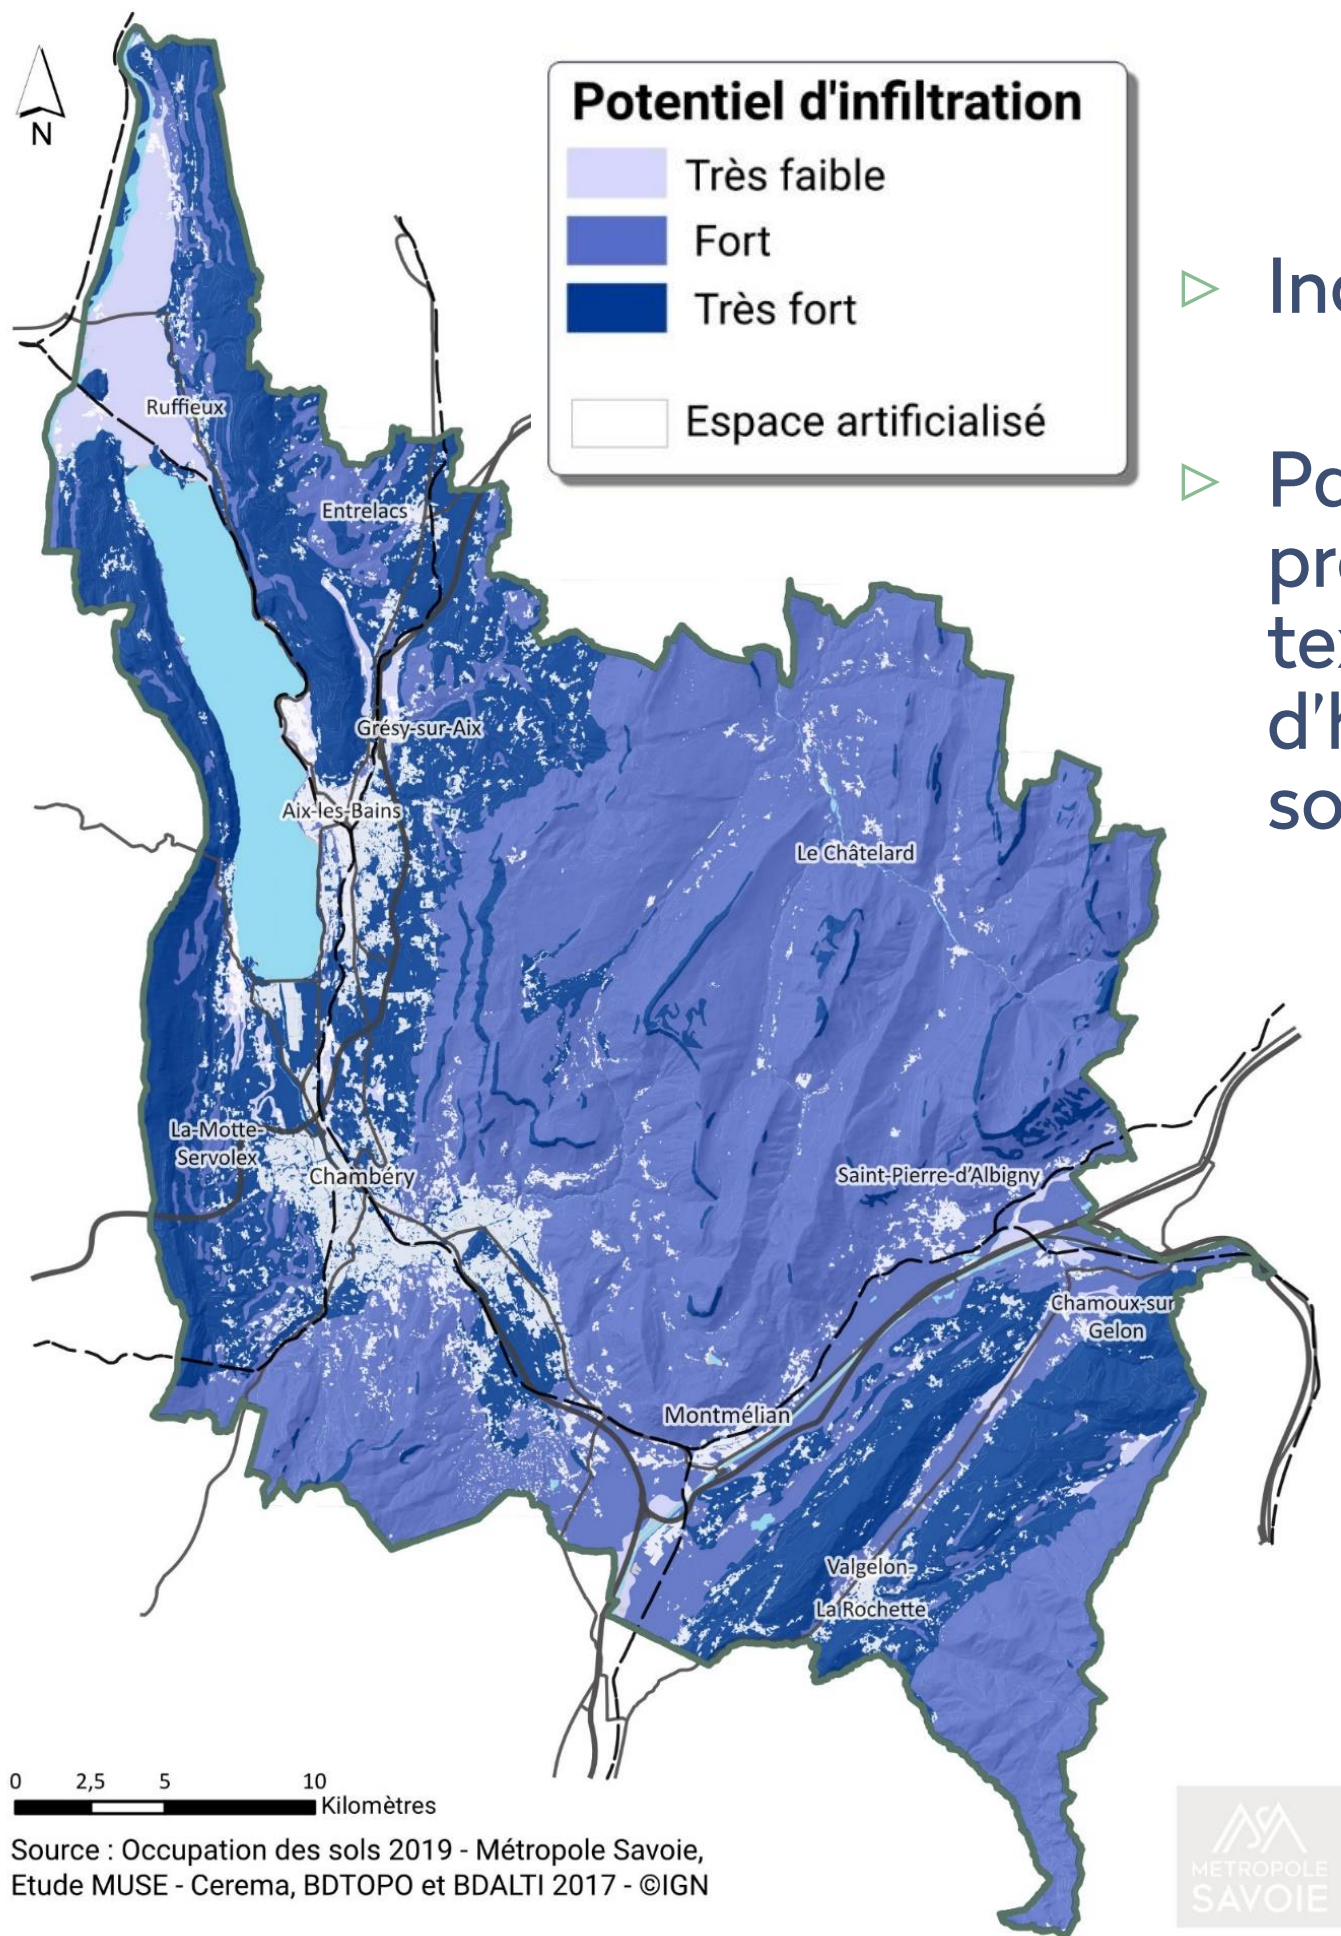 N
Potentiel d'infiltration
Très faible
Fort
Très fort
Espace artificialisé
Ruffieux
Entrelacs
Grésy-sur-Aix
Aix-les-Bains
Le Châtelard
La-Motte-
Servolex
Chambéry
Saint-Pierre-d'Albigny
Chamoux-sur
Gelon
Montmélian
Valgelon-
La Rochette
0 2,5 5 10
Kilomètres
Source : Occupation des sols 2019 - Métropole Savoie,
Etude MUSE - Cerema, BDTOPO et BDALTI 2017 - ©IGN
METROPOLE
SAVOIE